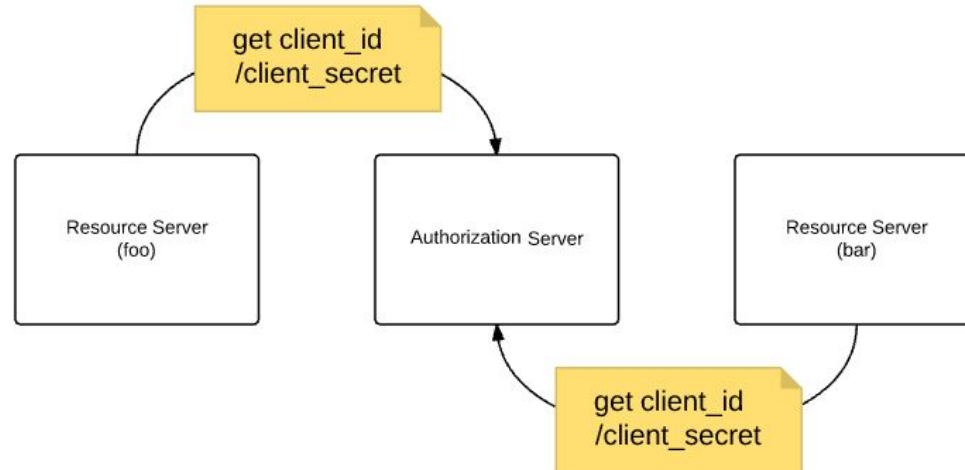 get client_id
/client_secret
Resource Server
(foo)
Authorization Server
Resource Server
(bar)
get client_id
/client_secret